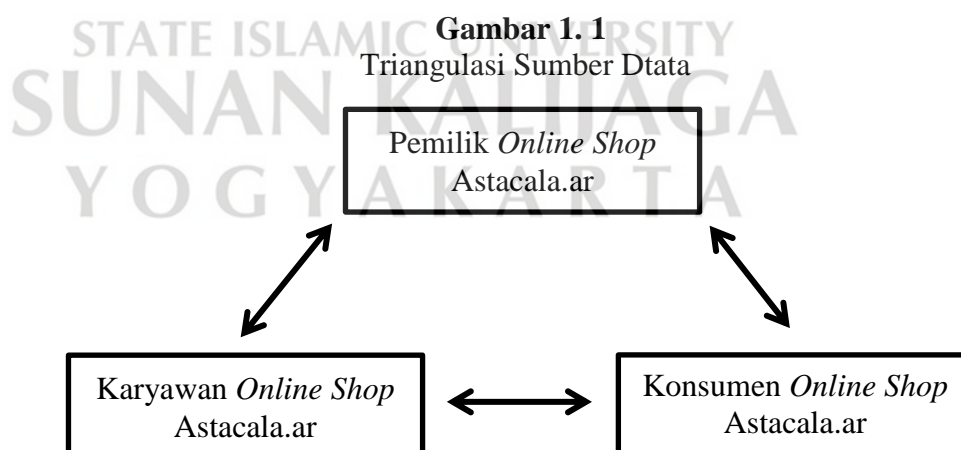 STATE ISLAMIC UNIVERSITY
SUNAN KALIJAGA
YOGYAKARTA
Gambar 1. 1
Triangulasi Sumber Dtata
Pemilik Online Shop
Astacala.ar
Karyawan Online Shop
Astacala.ar
Konsumen Online Shop
Astacala.ar